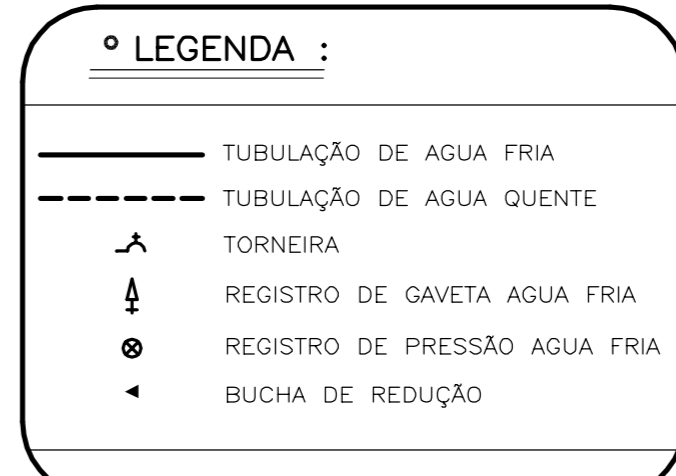 ° LEGENDA :
TUBULAÇÃO DE AGUA FRIA
TUBULAÇÃO DE AGUA QUENTE
TORNEIRA
REGISTRO DE GAVETA AGUA FRIA
REGISTRO DE PRESSÃO AGUA FRIA
BUCHA DE REDUÇÃO